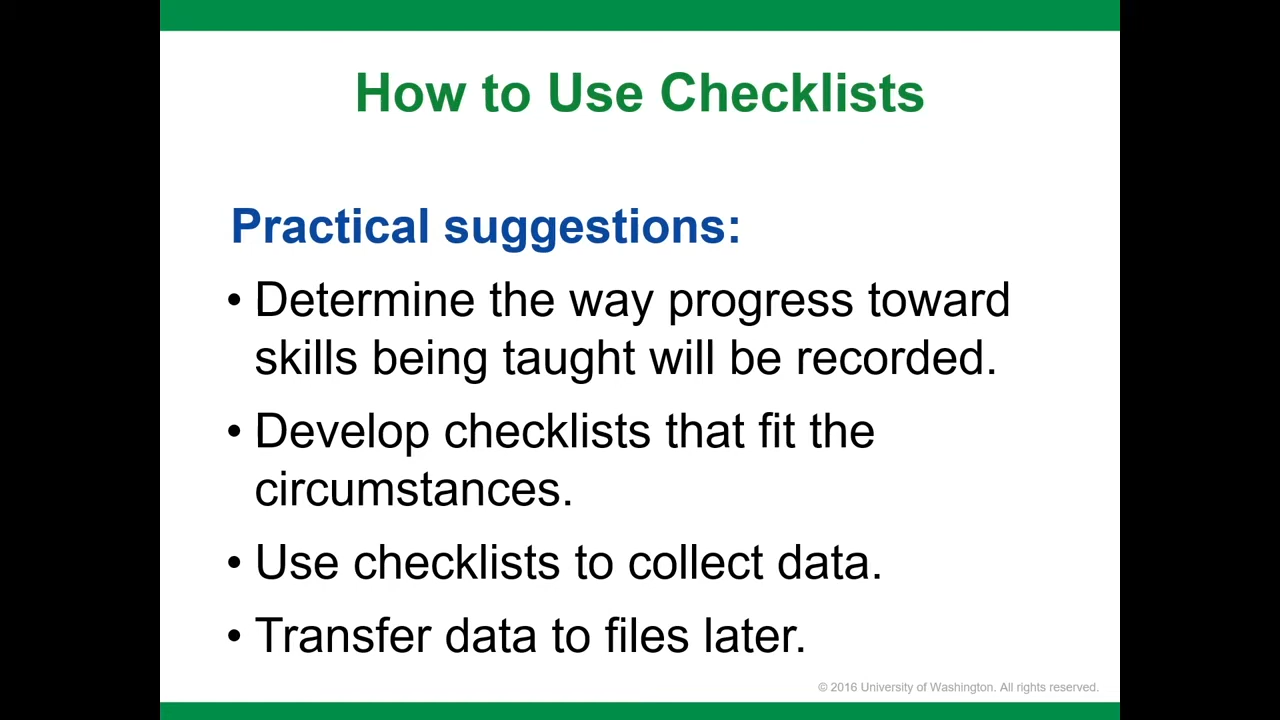 How to Use Checklists
Practical suggestions:
• Determine the way progress toward
skills being taught will be recorded.
• Develop checklists that fit the
circumstances.
• Use checklists to collect data.
• Transfer data to files later.
© 2016 University of Washington. All rights reserved.